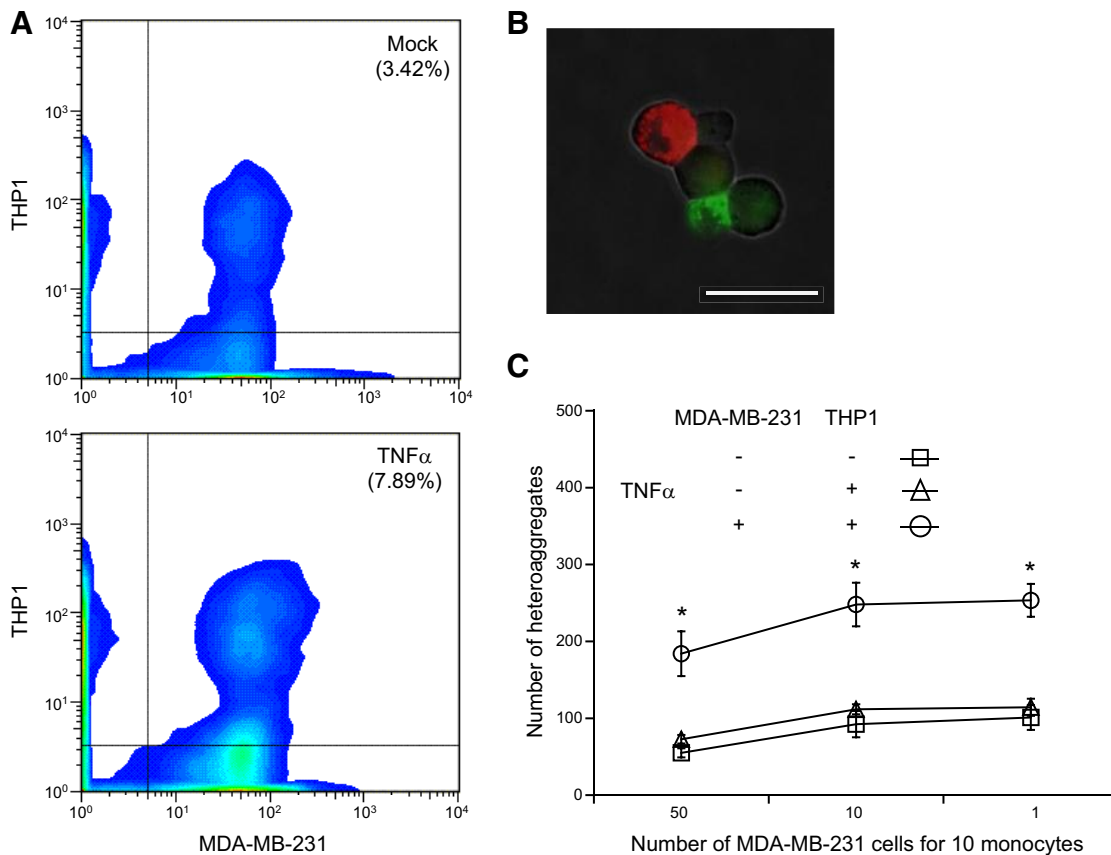 A
10⁴
10³
10²
10¹
10⁰
THP1
Mock
(3.42%)
10⁰ 10¹ 10² 10³ 10⁴
10⁴
10³
10²
10¹
10⁰
THP1
TNFα
(7.89%)
10⁰ 10¹ 10² 10³ 10⁴
MDA-MB-231
B
C
500
400
300
200
100
0
Number of heteroaggregates
MDA-MB-231 THP1
- -
TNFα - +
+ +
* * *
50 10 1
Number of MDA-MB-231 cells for 10 monocytes